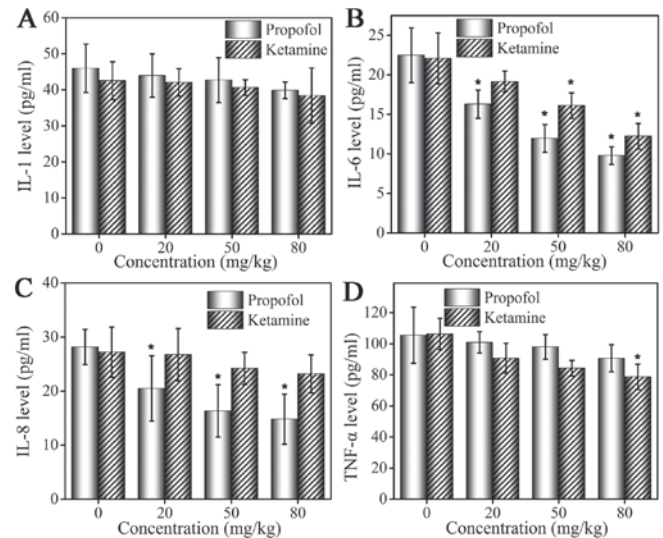 A
Propofol
Ketamine
IL-1 level (pg/ml)
60
50
40
30
20
10
0
0 20 50 80
Concentration (mg/kg)
B
Propofol
Ketamine
IL-6 level (pg/ml)
25
20
15
10
5
0
* * * * *
0 20 50 80
Concentration (mg/kg)
C
Propofol
Ketamine
IL-8 level (pg/ml)
40
30
20
10
0
* * *
0 20 50 80
Concentration (mg/kg)
D
Propofol
Ketamine
TNF-α level (pg/ml)
120
100
80
60
40
20
0
*
0 20 50 80
Concentration (mg/kg)